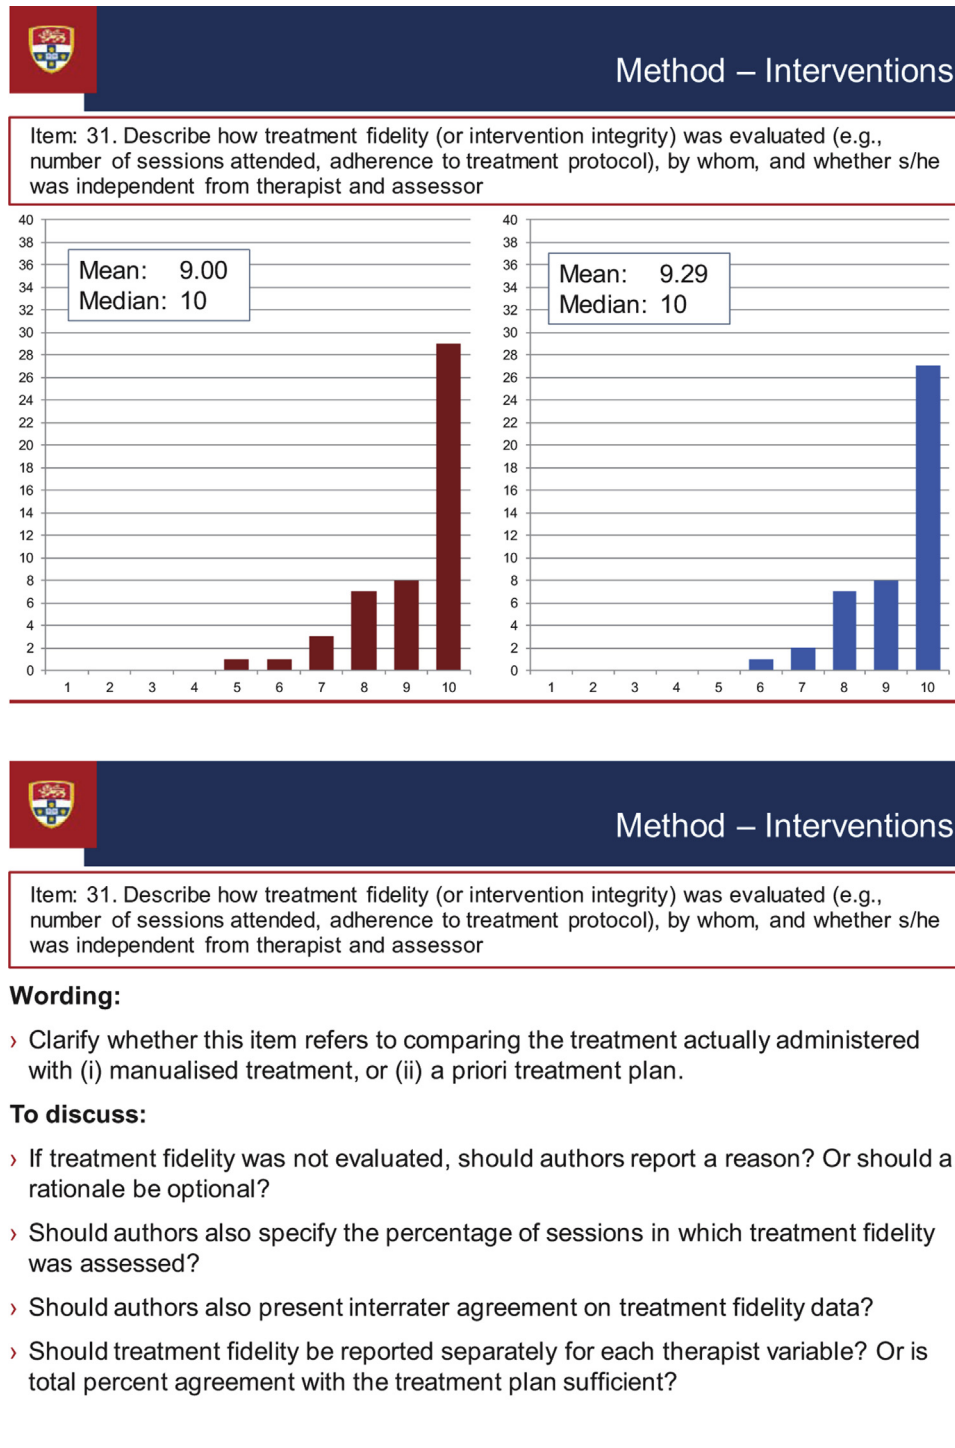 Method – Interventions
Item: 31. Describe how treatment fidelity (or intervention integrity) was evaluated (e.g.,
number of sessions attended, adherence to treatment protocol), by whom, and whether s/he
was independent from therapist and assessor
40
38
36
34
32
30
28
26
24
22
20
18
16
14
12
10
8
6
4
2
0
Mean: 9.00
Median: 10
1 2 3 4 5 6 7 8 9 10
40
38
36
34
32
30
28
26
24
22
20
18
16
14
12
10
8
6
4
2
0
Mean: 9.29
Median: 10
1 2 3 4 5 6 7 8 9 10
Method – Interventions
Item: 31. Describe how treatment fidelity (or intervention integrity) was evaluated (e.g.,
number of sessions attended, adherence to treatment protocol), by whom, and whether s/he
was independent from therapist and assessor
Wording:
› Clarify whether this item refers to comparing the treatment actually administered
with (i) manualised treatment, or (ii) a priori treatment plan.
To discuss:
› If treatment fidelity was not evaluated, should authors report a reason? Or should a
rationale be optional?
› Should authors also specify the percentage of sessions in which treatment fidelity
was assessed?
› Should authors also present interrater agreement on treatment fidelity data?
› Should treatment fidelity be reported separately for each therapist variable? Or is
total percent agreement with the treatment plan sufficient?